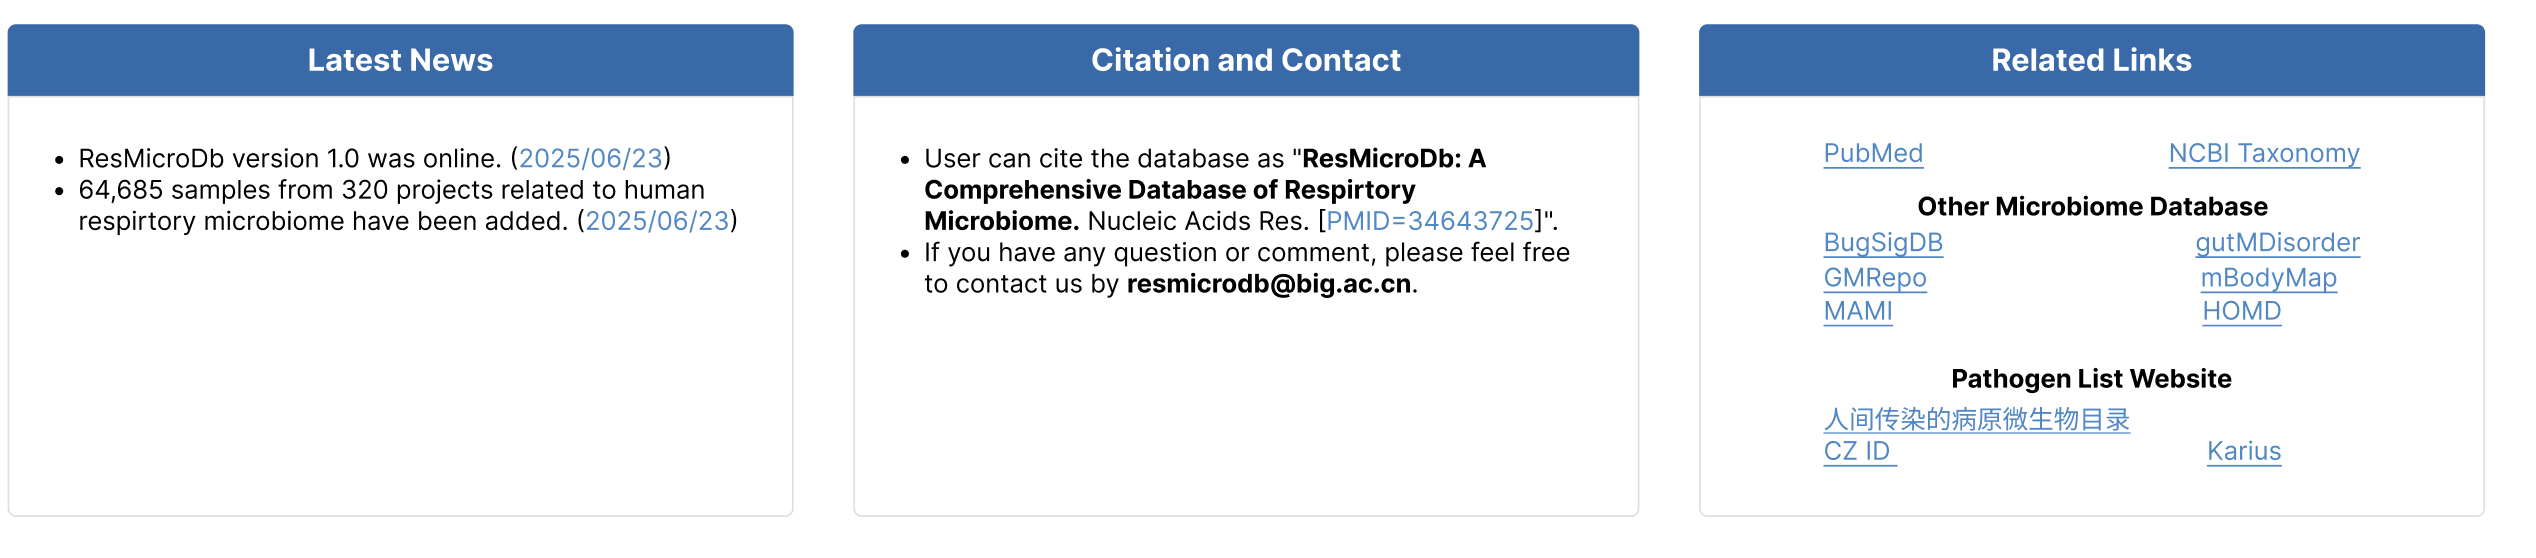 Latest News
• ResMicroDb version 1.0 was online. (2025/06/23)
• 64,685 samples from 320 projects related to human
respirtory microbiome have been added. (2025/06/23)
Citation and Contact
• User can cite the database as "ResMicroDb: A
Comprehensive Database of Respirtory
Microbiome. Nucleic Acids Res. [PMID=34643725]".
• If you have any question or comment, please feel free
to contact us by resmicrodb@big.ac.cn.
Related Links
PubMed NCBI Taxonomy
Other Microbiome Database
BugSigDB gutMDisorder
GMRepo mBodyMap
MAMI HOMD
Pathogen List Website
人间传染的病原微生物目录
CZ ID Karius